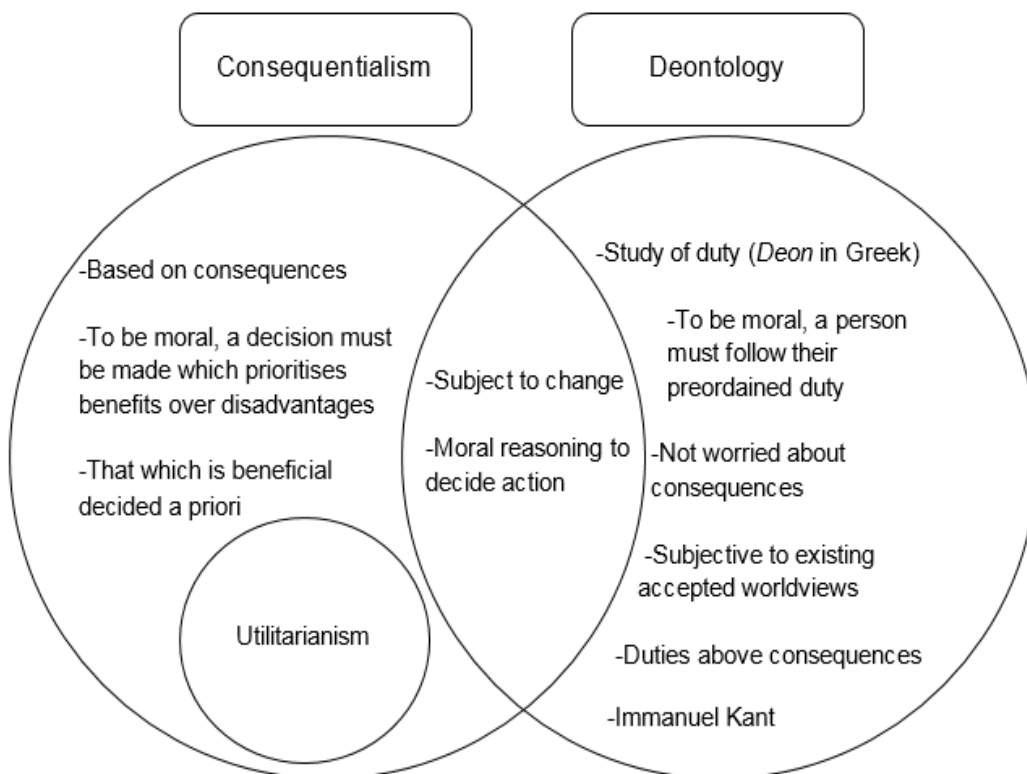 Consequentialism
Deontology
-Based on consequences
-To be moral, a decision must
be made which prioritises
benefits over disadvantages
-That which is beneficial
decided a priori
Utilitarianism
-Subject to change
-Moral reasoning to
decide action
-Study of duty (Deon in Greek)
-To be moral, a person
must follow their
preordained duty
-Not worried about
consequences
-Subjective to existing
accepted worldviews
-Duties above consequences
-Immanuel Kant